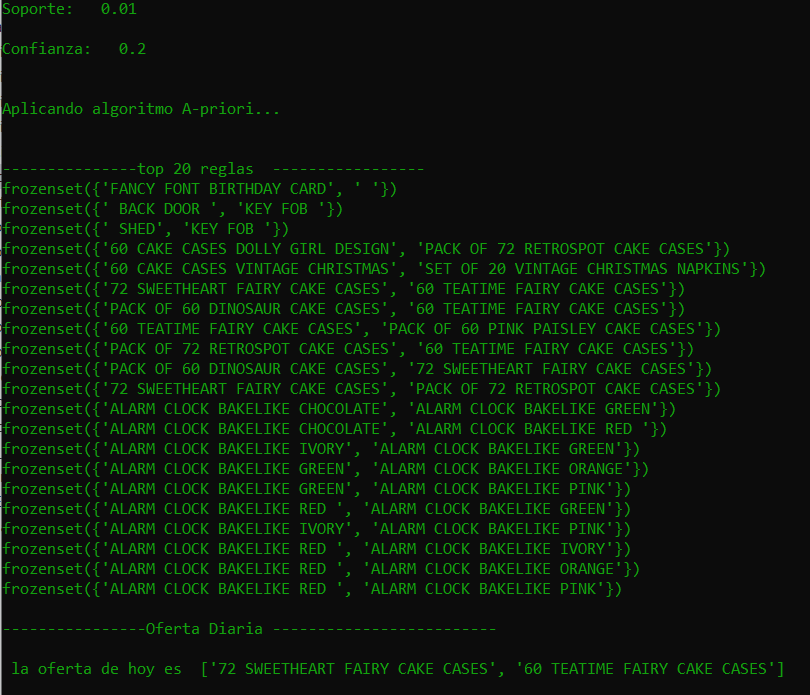 Soporte:   0.01
Confianza:   0.2
Aplicando algoritmo A-priori...
---------------top 20 reglas  -----------------
frozenset({'FANCY FONT BIRTHDAY CARD', ' '})
frozenset({' BACK DOOR ', 'KEY FOB '})
frozenset({' SHED', 'KEY FOB '})
frozenset({'60 CAKE CASES DOLLY GIRL DESIGN', 'PACK OF 72 RETROSPOT CAKE CASES'})
frozenset({'60 CAKE CASES VINTAGE CHRISTMAS', 'SET OF 20 VINTAGE CHRISTMAS NAPKINS'})
frozenset({'72 SWEETHEART FAIRY CAKE CASES', '60 TEATIME FAIRY CAKE CASES'})
frozenset({'PACK OF 60 DINOSAUR CAKE CASES', '60 TEATIME FAIRY CAKE CASES'})
frozenset({'60 TEATIME FAIRY CAKE CASES', 'PACK OF 60 PINK PAISLEY CAKE CASES'})
frozenset({'PACK OF 72 RETROSPOT CAKE CASES', '60 TEATIME FAIRY CAKE CASES'})
frozenset({'PACK OF 60 DINOSAUR CAKE CASES', '72 SWEETHEART FAIRY CAKE CASES'})
frozenset({'72 SWEETHEART FAIRY CAKE CASES', 'PACK OF 72 RETROSPOT CAKE CASES'})
frozenset({'ALARM CLOCK BAKELIKE CHOCOLATE', 'ALARM CLOCK BAKELIKE GREEN'})
frozenset({'ALARM CLOCK BAKELIKE CHOCOLATE', 'ALARM CLOCK BAKELIKE RED '})
frozenset({'ALARM CLOCK BAKELIKE IVORY', 'ALARM CLOCK BAKELIKE GREEN'})
frozenset({'ALARM CLOCK BAKELIKE GREEN', 'ALARM CLOCK BAKELIKE ORANGE'})
frozenset({'ALARM CLOCK BAKELIKE GREEN', 'ALARM CLOCK BAKELIKE PINK'})
frozenset({'ALARM CLOCK BAKELIKE RED ', 'ALARM CLOCK BAKELIKE GREEN'})
frozenset({'ALARM CLOCK BAKELIKE IVORY', 'ALARM CLOCK BAKELIKE PINK'})
frozenset({'ALARM CLOCK BAKELIKE RED ', 'ALARM CLOCK BAKELIKE IVORY'})
frozenset({'ALARM CLOCK BAKELIKE RED ', 'ALARM CLOCK BAKELIKE ORANGE'})
frozenset({'ALARM CLOCK BAKELIKE RED ', 'ALARM CLOCK BAKELIKE PINK'})
----------------Oferta Diaria -------------------------
 la oferta de hoy es  ['72 SWEETHEART FAIRY CAKE CASES', '60 TEATIME FAIRY CAKE CASES']